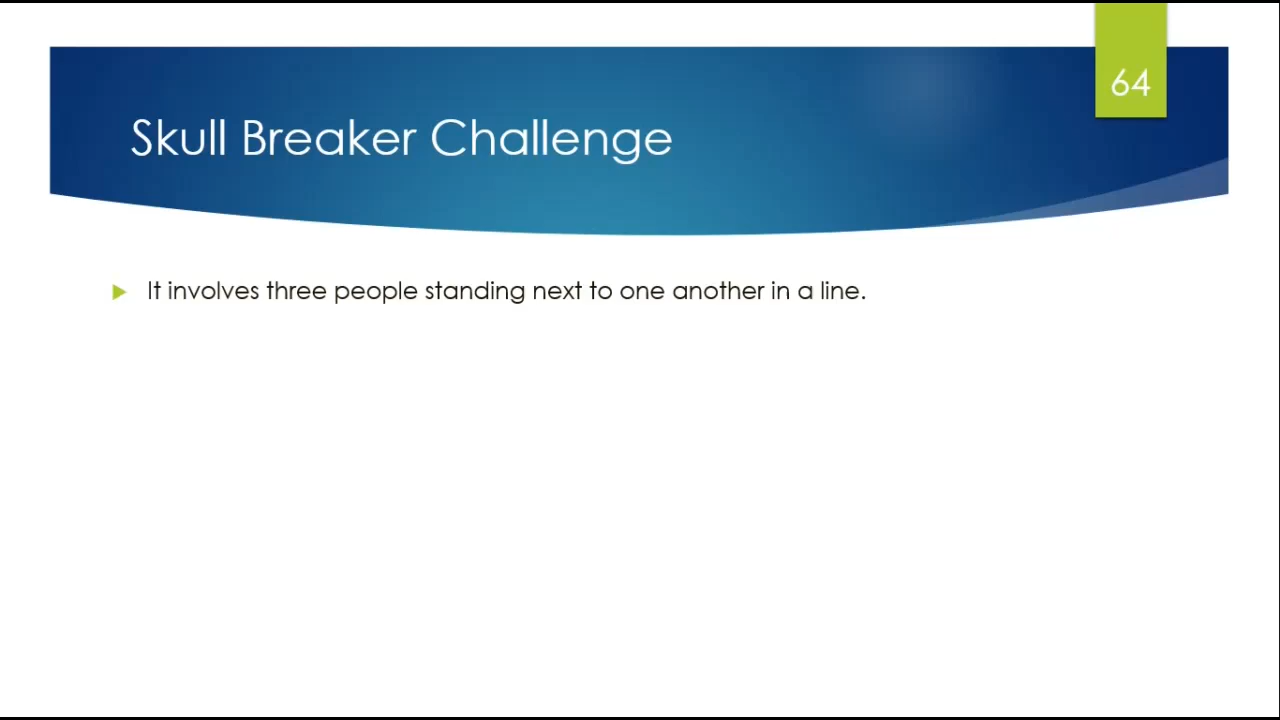 64
Skull Breaker Challenge
It involves three people standing next to one another in a line.